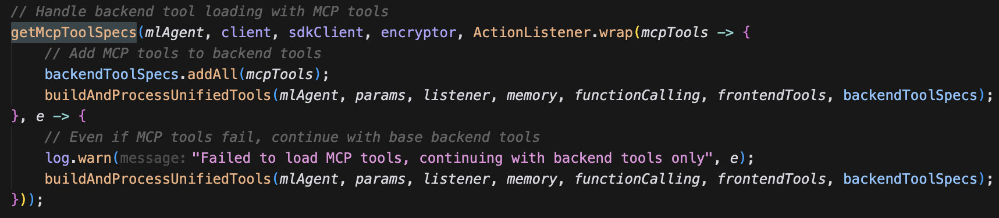 // Handle backend tool loading with MCP tools
getMcpToolSpecs(mlAgent, client, sdkClient, encryptor, ActionListener.wrap(mcpTools -> {
    // Add MCP tools to backend tools
    backendToolSpecs.addAll(mcpTools);
    buildAndProcessUnifiedTools(mlAgent, params, listener, memory, functionCalling, frontendTools, backendToolSpecs);
}, e -> {
    // Even if MCP tools fail, continue with base backend tools
    log.warn(message: "Failed to load MCP tools, continuing with backend tools only", e);
    buildAndProcessUnifiedTools(mlAgent, params, listener, memory, functionCalling, frontendTools, backendToolSpecs);
}));